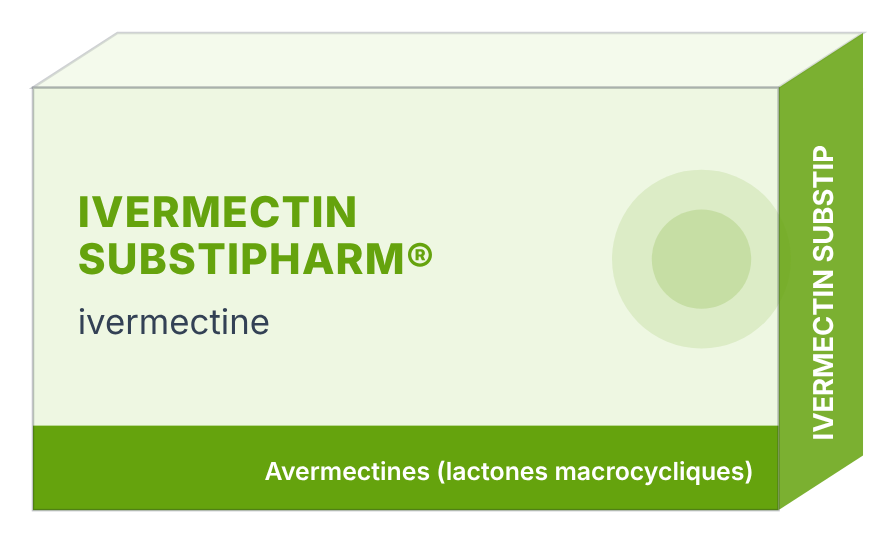 IVERMECTIN
SUBSTIPHARM®
ivermectine
Avermectines (lactones macrocycliques)
IVERMECTIN SUBSTIP